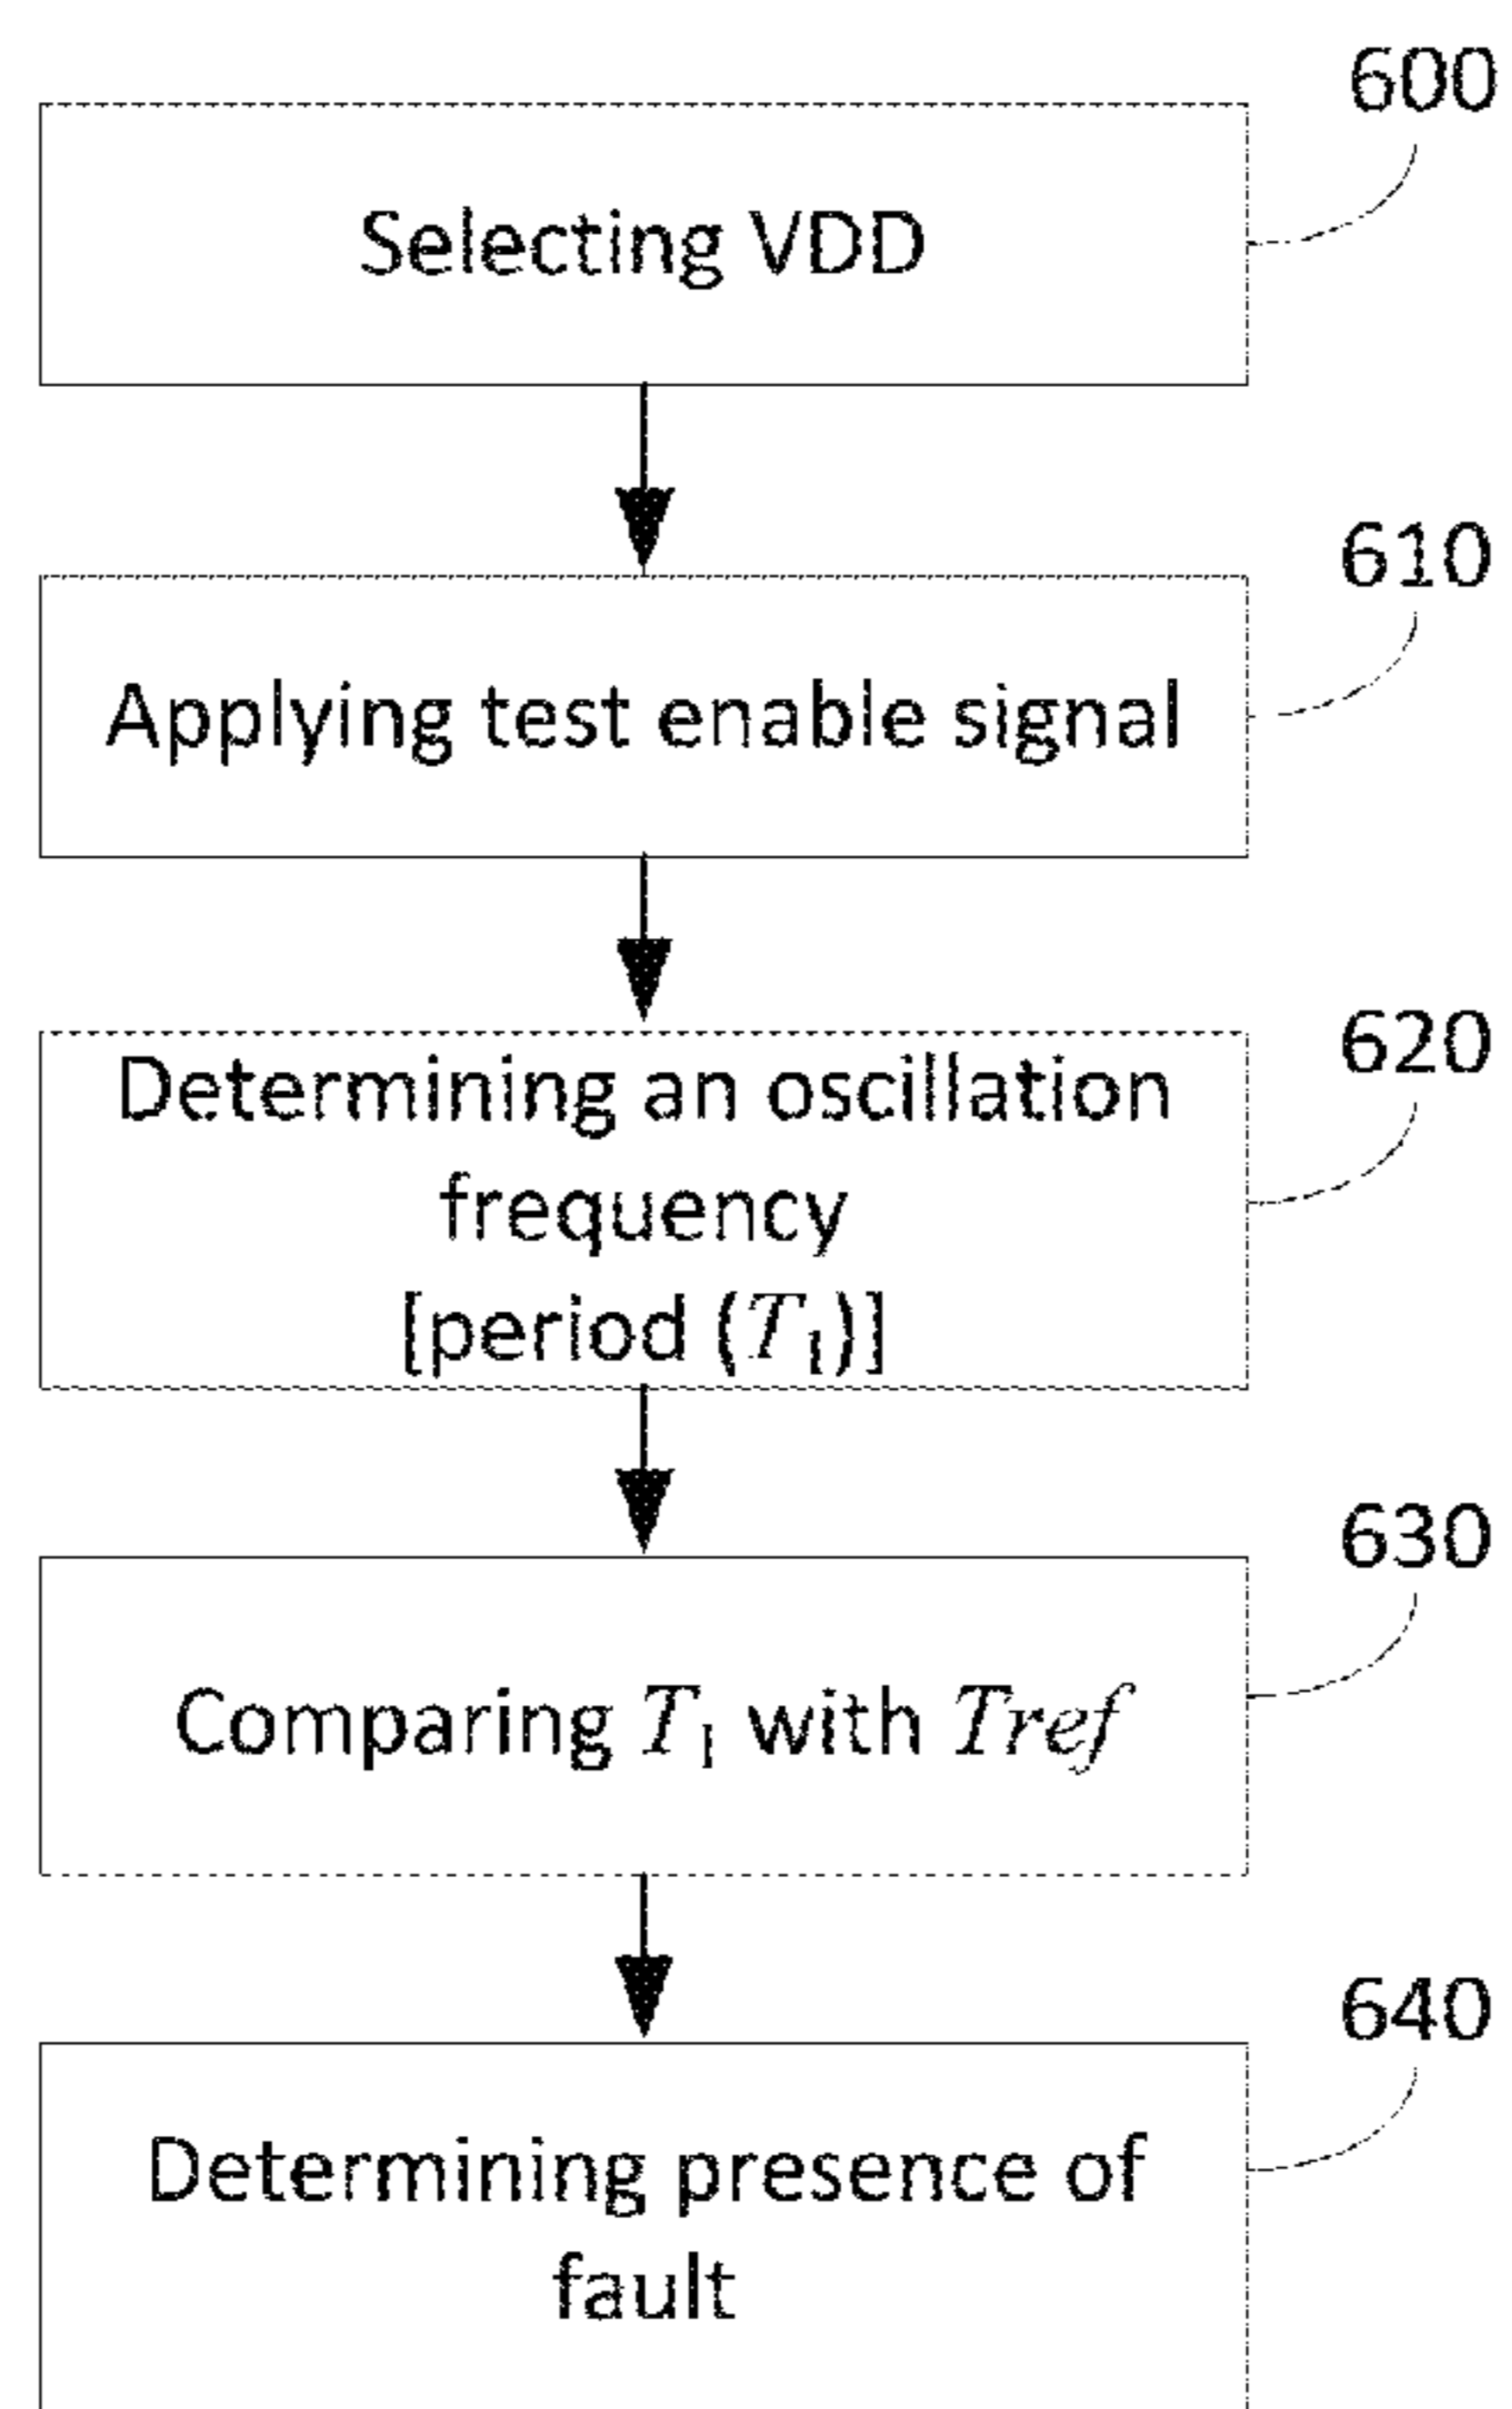 600
Selecting VDD
610
Applying test enable signal
620
Determining an oscillation
frequency
[period (T1)]
630
Comparing T1 with Tref
640
Determining presence of
fault